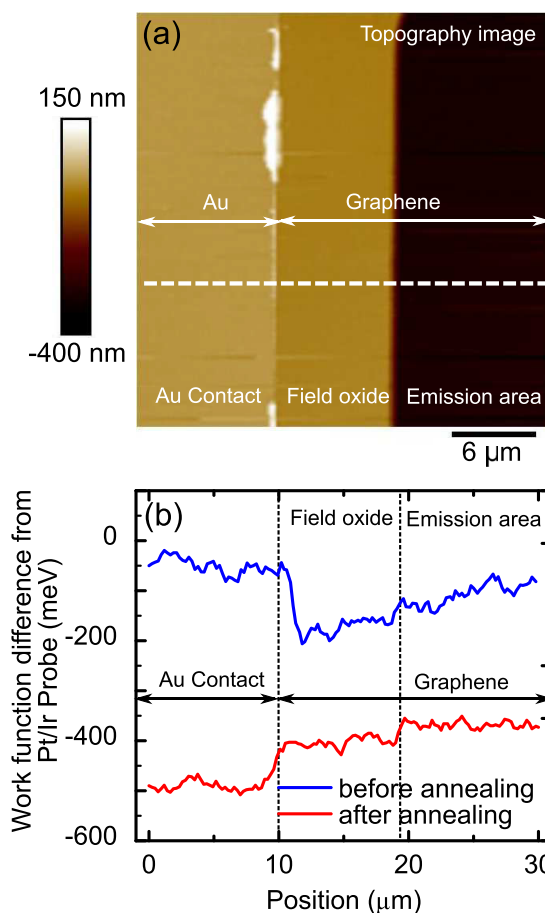 (a)
Topography image
150 nm
-400 nm
Au
Graphene
Au Contact
Field oxide
Emission area
6 µm
(b)
Field oxide
Emission area
Work function difference from
Pt/Ir Probe (meV)
0
-200
-400
-600
Au Contact
Graphene
before annealing
after annealing
0
10
20
30
Position (μm)